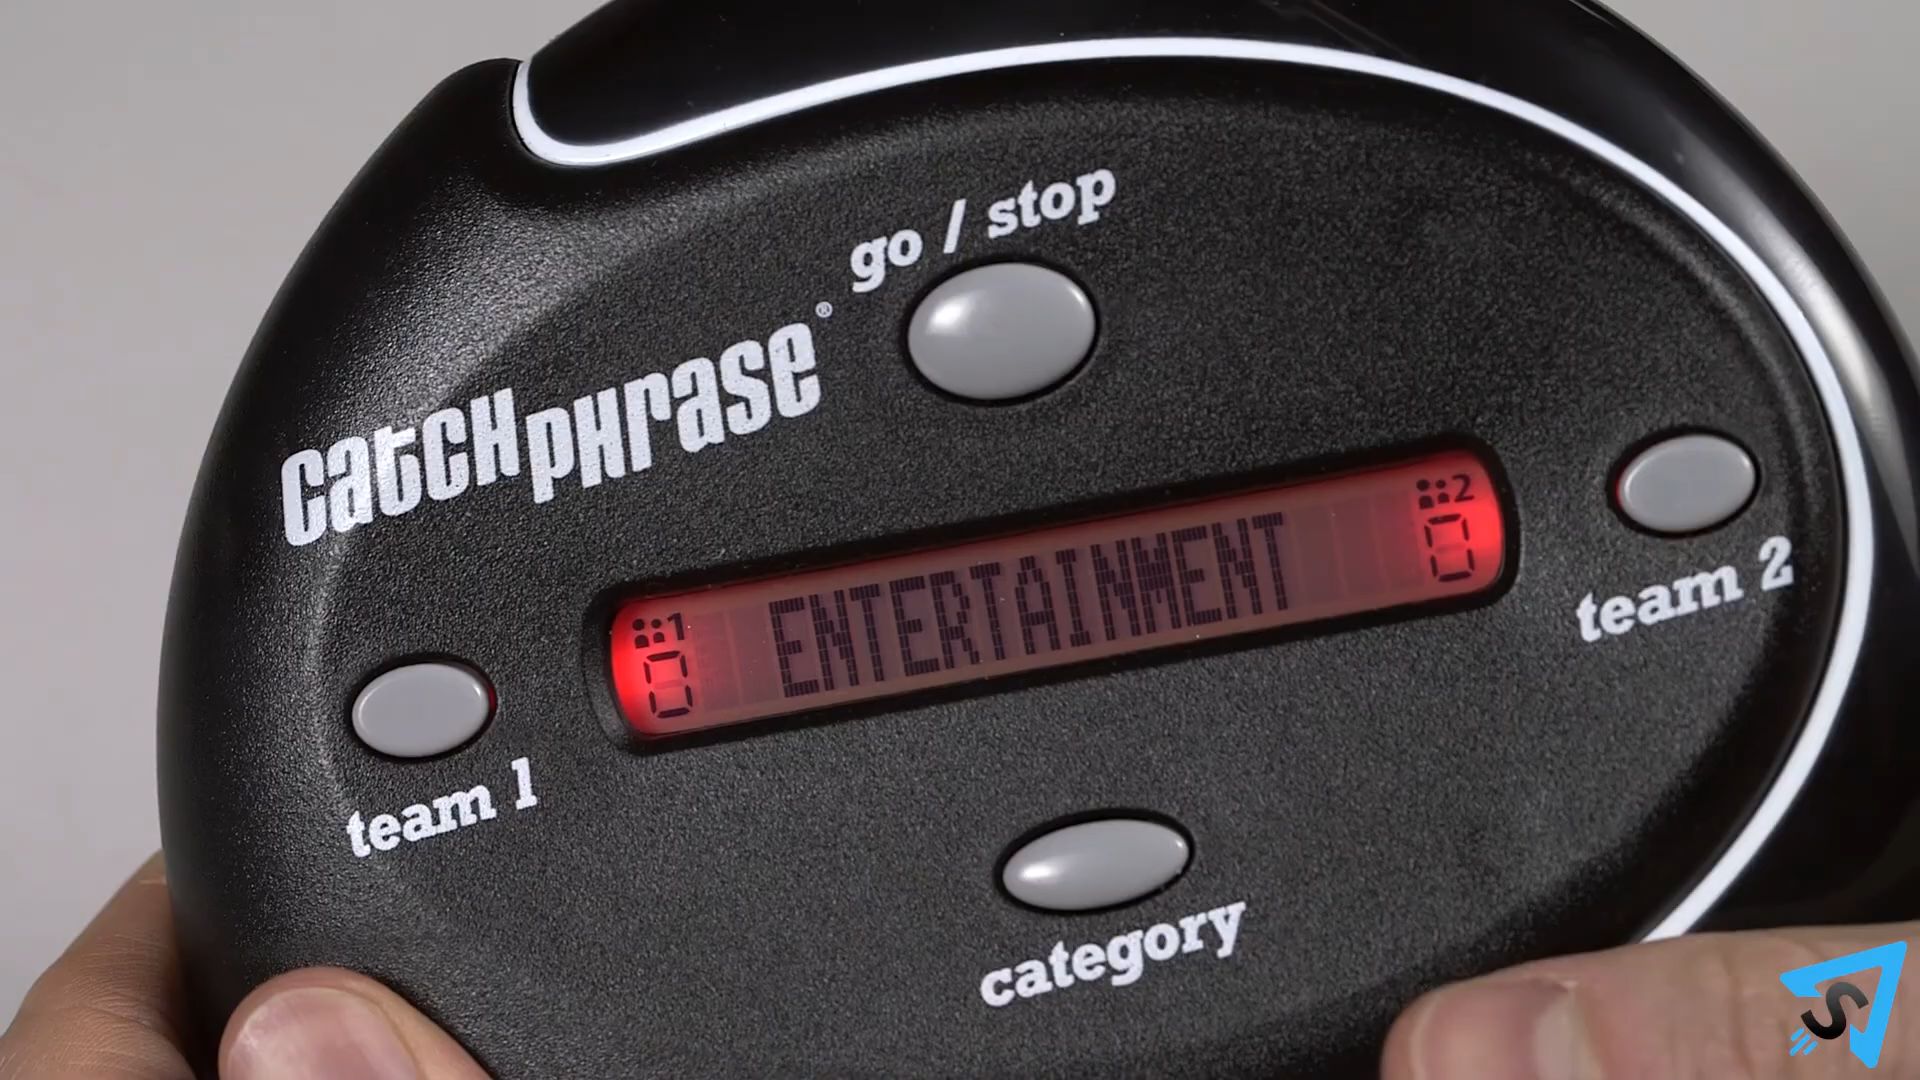 go / stop
catchphrase®
2
0
ENTERTAINMENT
1
0
team 2
team 1
category
S